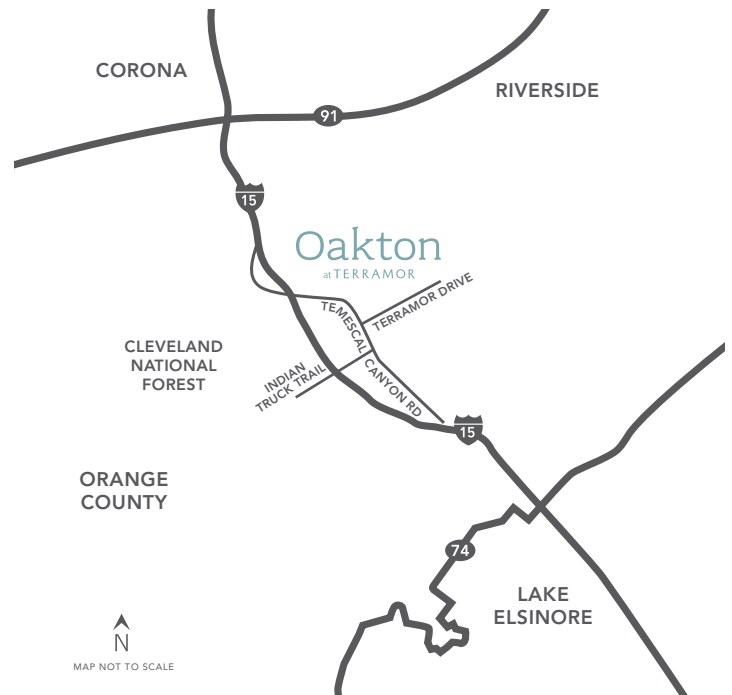 CORONA
RIVERSIDE
91
15
Oakton
at TERRAMOR
TERRAMOR DRIVE
TEMESCAL CANYON RD
CLEVELAND
NATIONAL
FOREST
INDIAN
TRUCK TRAIL
15
ORANGE
COUNTY
74
LAKE
ELSINORE
N
MAP NOT TO SCALE